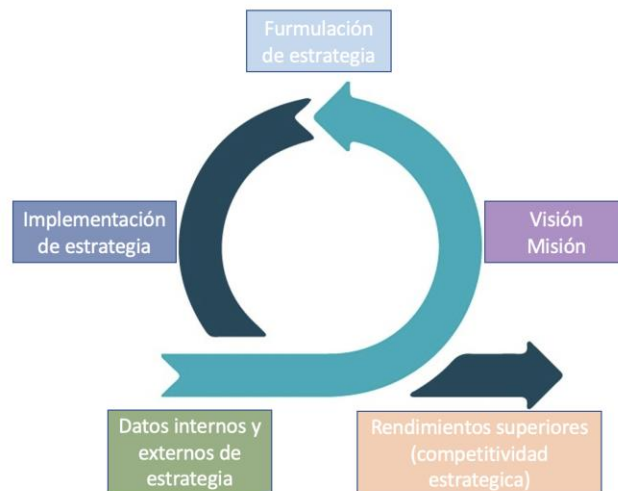 Furmulación
de estrategia
Implementación
de estrategia
Visión
Misión
Datos internos y
externos de
estrategia
Rendimientos superiores
(competitividad
estrategica)